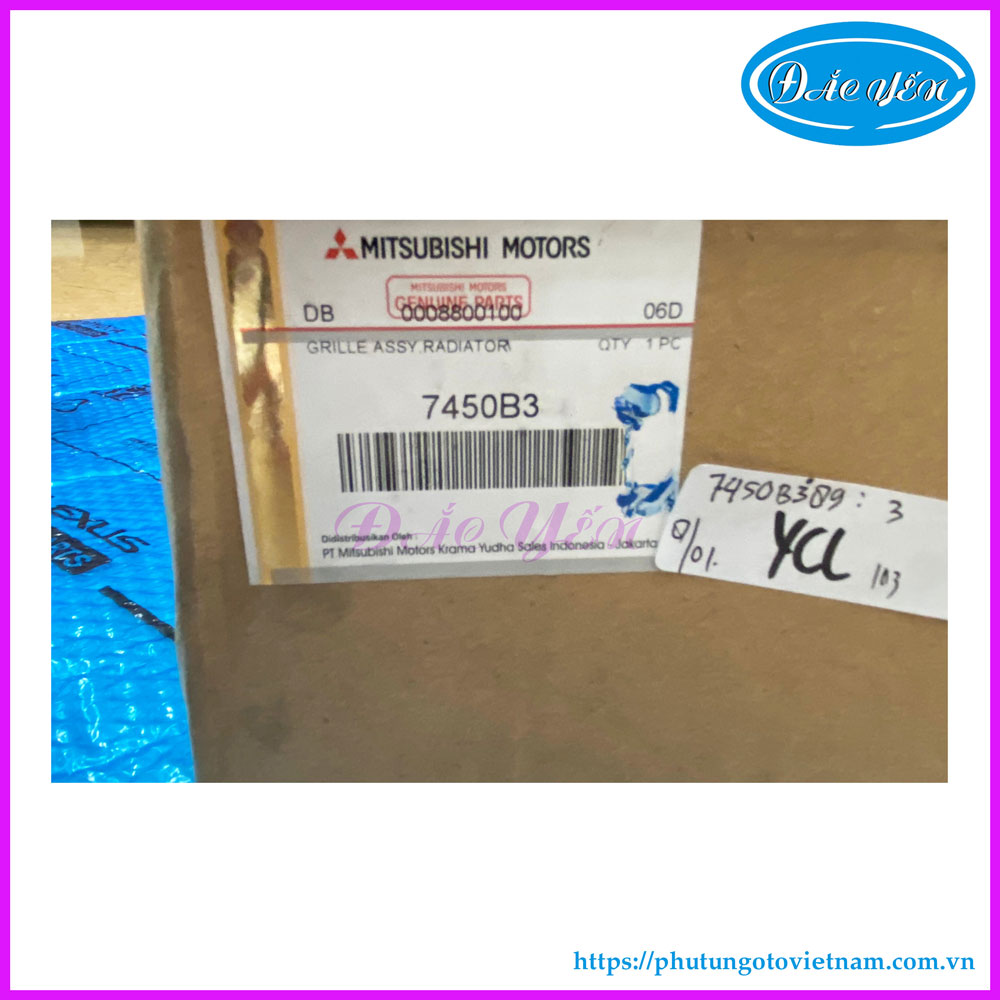 ĐẮC YẾN
MITSUBISHI MOTORS
MITSUBISHI MOTORS
GENUINE PARTS
DB 0008800100 06D
GRILLE ASSY,RADIATOR QTY 1 PC
7450B3
Đắc Yến
Didistribusikan Oleh :
PT Mitsubishi Motors Krama Yudha Sales Indonesia - Jakarta
7450B389 : 3
YCL
/01.
103
EXUS
https://phutungotovietnam.com.vn